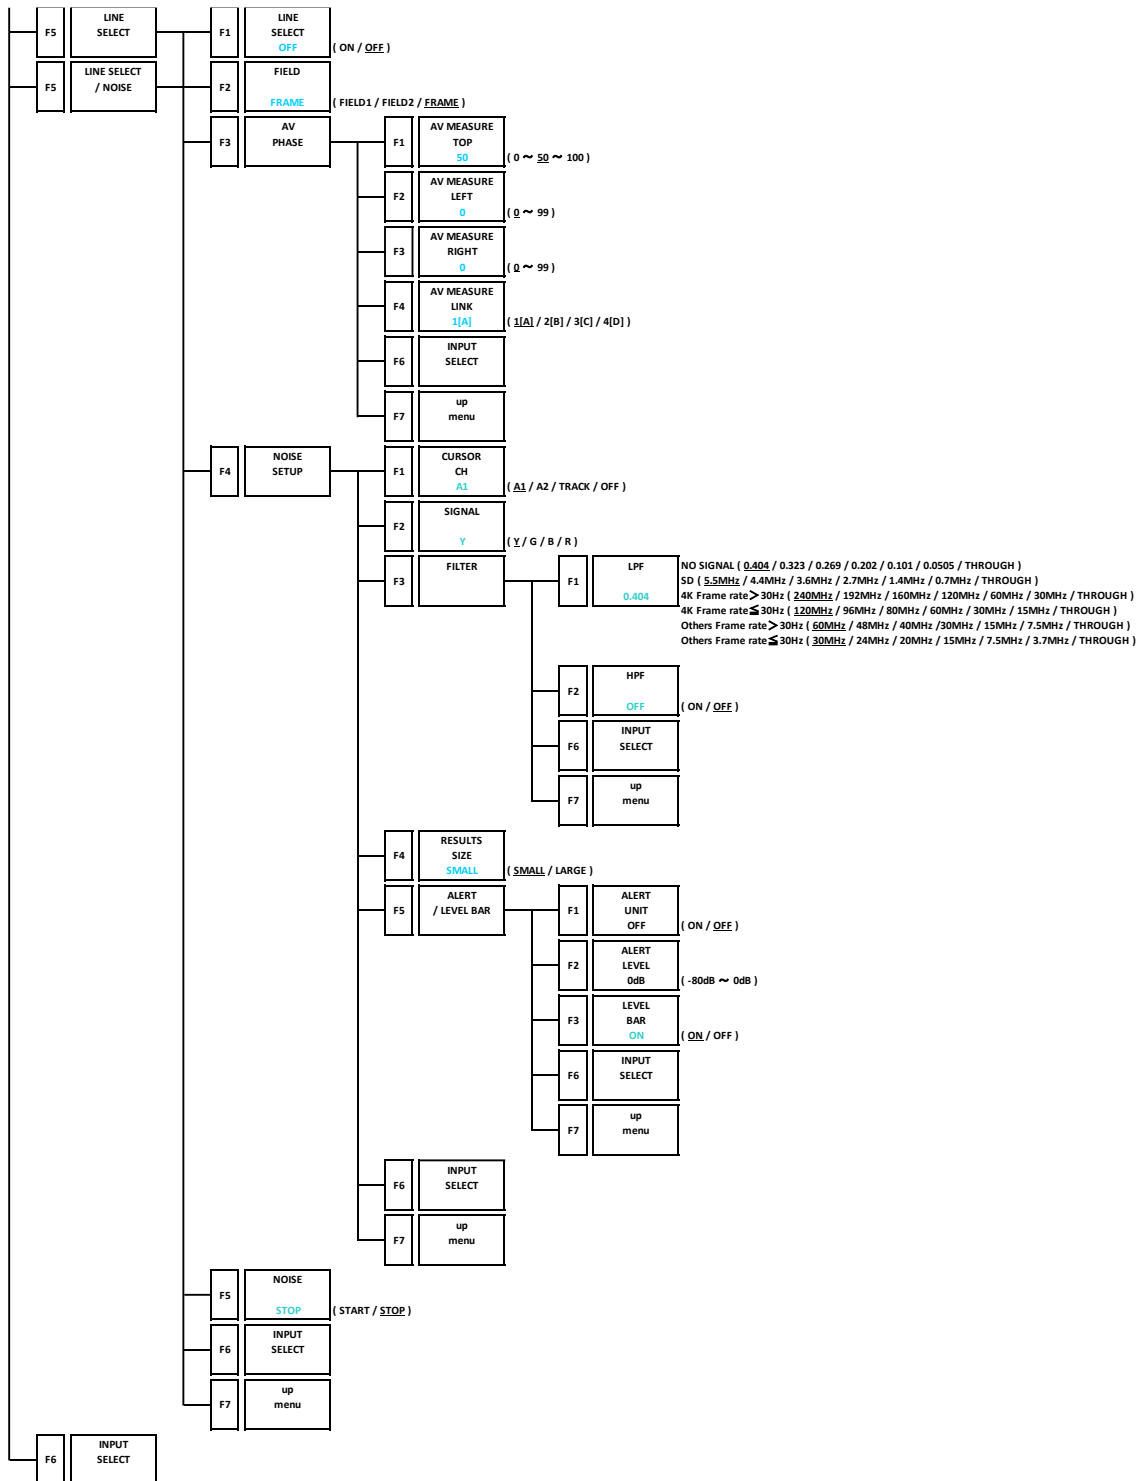 F5
LINE
SELECT
F1
LINE
SELECT
OFF
( ON / OFF )
F5
LINE SELECT
/ NOISE
F2
FIELD
FRAME
( FIELD1 / FIELD2 / FRAME )
F3
AV
PHASE
F1
AV MEASURE
TOP
50
( 0 ~ 50 ~ 100 )
F2
AV MEASURE
LEFT
0
( 0 ~ 99 )
F3
AV MEASURE
RIGHT
0
( 0 ~ 99 )
F4
AV MEASURE
LINK
1[A]
( 1[A] / 2[B] / 3[C] / 4[D] )
F6
INPUT
SELECT
F7
up
menu
F4
NOISE
SETUP
F1
CURSOR
CH
A1
( A1 / A2 / TRACK / OFF )
F2
SIGNAL
Y
( Y / G / B / R )
F3
FILTER
F1
LPF
0.404
NO SIGNAL ( 0.404 / 0.323 / 0.269 / 0.202 / 0.101 / 0.0505 / THROUGH )
SD ( 5.5MHz / 4.4MHz / 3.6MHz / 2.7MHz / 1.4MHz / 0.7MHz / THROUGH )
4K Frame rate＞30Hz ( 240MHz / 192MHz / 160MHz / 120MHz / 60MHz / 30MHz / THROUGH )
4K Frame rate≦30Hz ( 120MHz / 96MHz / 80MHz / 60MHz / 30MHz / 15MHz / THROUGH )
Others Frame rate＞30Hz ( 60MHz / 48MHz / 40MHz /30MHz / 15MHz / 7.5MHz / THROUGH )
Others Frame rate≦30Hz ( 30MHz / 24MHz / 20MHz / 15MHz / 7.5MHz / 3.7MHz / THROUGH )
F2
HPF
OFF
( ON / OFF )
F6
INPUT
SELECT
F7
up
menu
F4
RESULTS
SIZE
SMALL
( SMALL / LARGE )
F5
ALERT
/ LEVEL BAR
F1
ALERT
UNIT
OFF
( ON / OFF )
F2
ALERT
LEVEL
0dB
( -80dB ~ 0dB )
F3
LEVEL
BAR
ON
( ON / OFF )
F6
INPUT
SELECT
F7
up
menu
F6
INPUT
SELECT
F7
up
menu
F5
NOISE
STOP
( START / STOP )
F6
INPUT
SELECT
F7
up
menu
F6
INPUT
SELECT